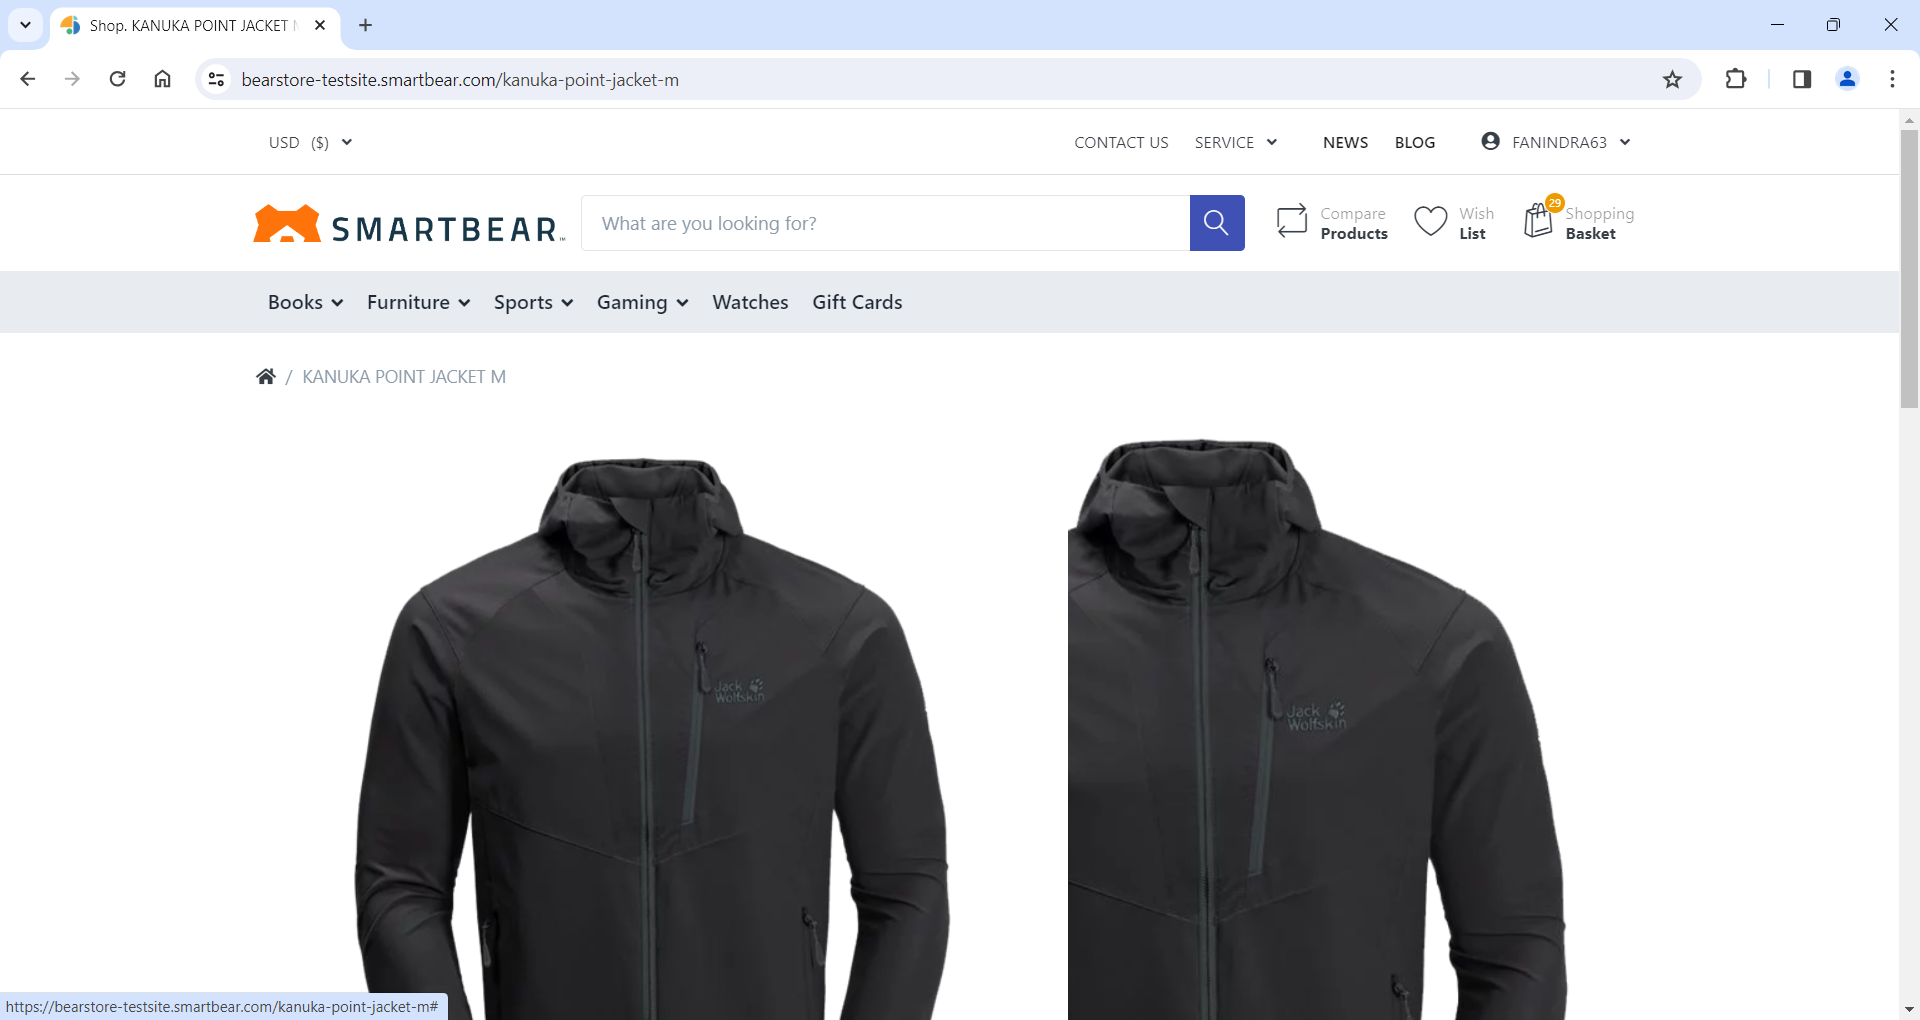 Shop. KANUKA POINT JACKET
bearstore-testsite.smartbear.com/kanuka-point-jacket-m
USD ($)
CONTACT US
SERVICE
NEWS
BLOG
FANINDRA63
SMARTBEAR™
What are you looking for?
Compare
Products
Wish
List
29
Shopping
Basket
Books
Furniture
Sports
Gaming
Watches
Gift Cards
/ KANUKA POINT JACKET M
Jack
Wolfskin
Jack
Wolfskin
https://bearstore-testsite.smartbear.com/kanuka-point-jacket-m#